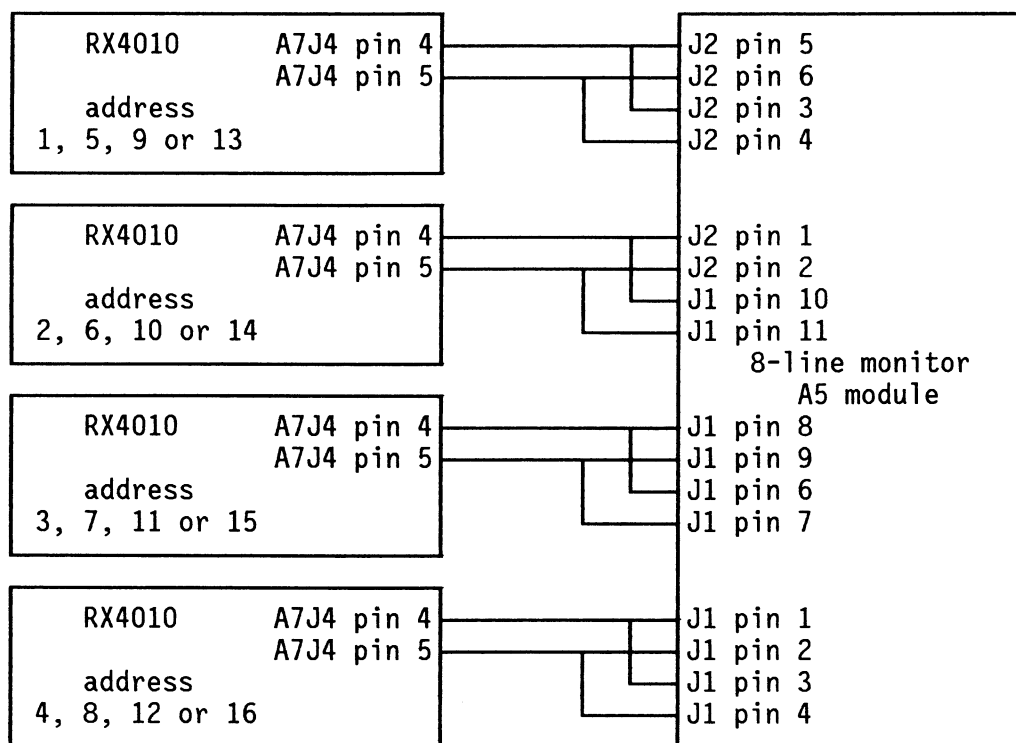 RX4010 A7J4 pin 4 J2 pin 5
A7J4 pin 5 J2 pin 6
address J2 pin 3
1, 5, 9 or 13 J2 pin 4
RX4010 A7J4 pin 4 J2 pin 1
A7J4 pin 5 J2 pin 2
address J1 pin 10
2, 6, 10 or 14 J1 pin 11
8-line monitor
A5 module
RX4010 A7J4 pin 4 J1 pin 8
A7J4 pin 5 J1 pin 9
address J1 pin 6
3, 7, 11 or 15 J1 pin 7
RX4010 A7J4 pin 4 J1 pin 1
A7J4 pin 5 J1 pin 2
address J1 pin 3
4, 8, 12 or 16 J1 pin 4